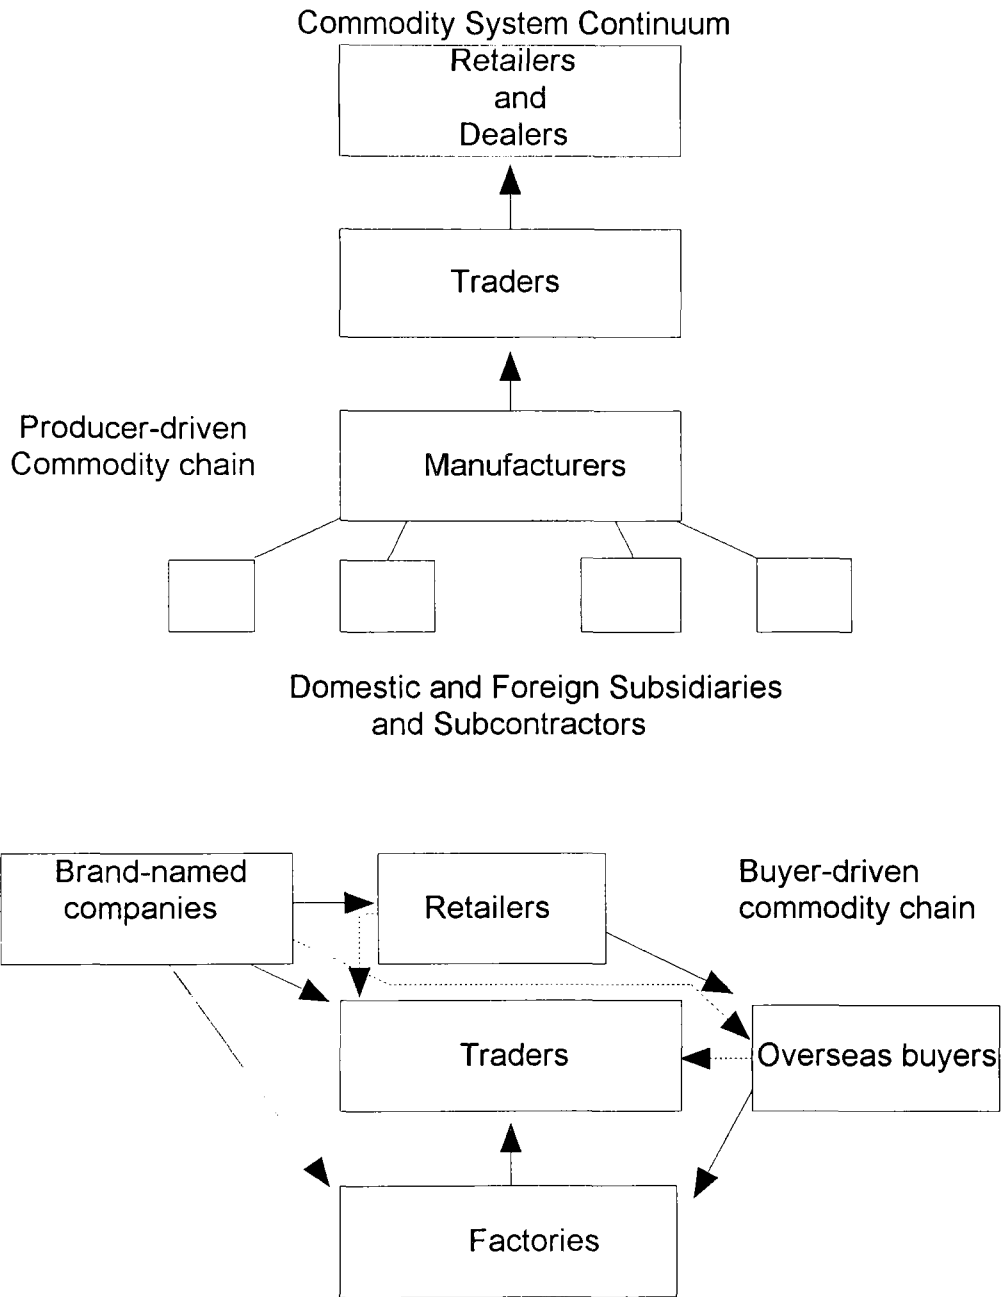 Commodity System Continuum
Retailers
and
Dealers
Traders
Producer-driven
Commodity chain
Manufacturers
Domestic and Foreign Subsidiaries
and Subcontractors
Brand-named
companies
Retailers
Buyer-driven
commodity chain
Traders
Overseas buyers
Factories